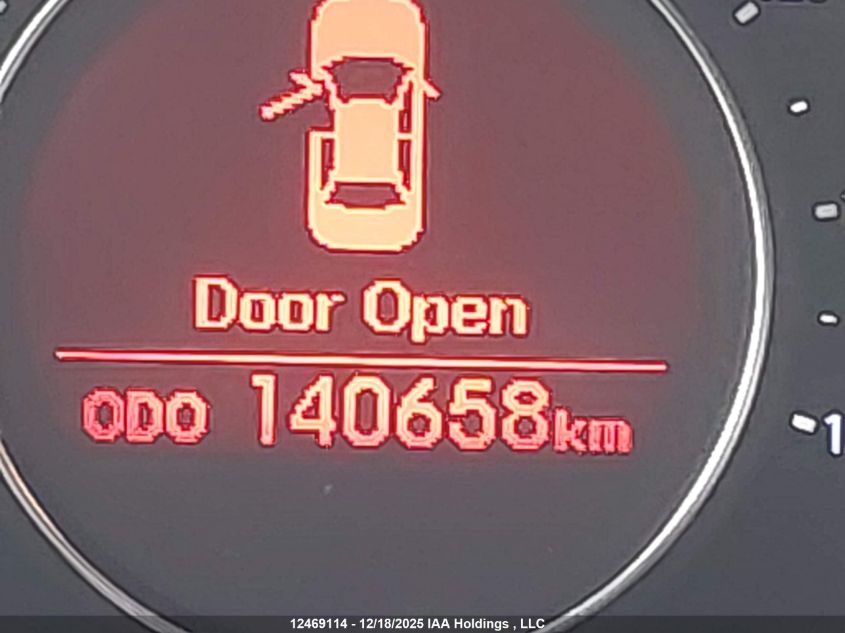 Door Open
ODO 140658km
12469114 - 12/18/2025 IAA Holdings , LLC